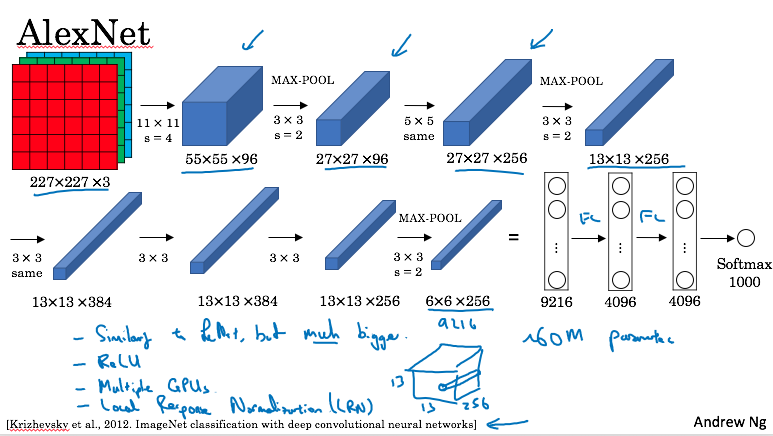 AlexNet
MAX-POOL
MAX-POOL
11 × 11
s = 4
3 × 3
s = 2
5 × 5
same
3 × 3
s = 2
227×227 ×3
55×55 ×96
27×27 ×96
27×27 ×256
13×13 ×256
MAX-POOL
FC
FC
=
3 × 3
same
3 × 3
3 × 3
3 × 3
s = 2
Softmax
1000
13×13 ×384
13×13 ×384
13×13 ×256
6×6 ×256
9216
4096
4096
9216
- Similar to LeNet, but much bigger.
~60M parameters
- ReLU
- Multiple GPUs.
- Local Response Normalization (LRN)
13
13
256
[Krizhevsky et al., 2012. ImageNet classification with deep convolutional neural networks]
Andrew Ng